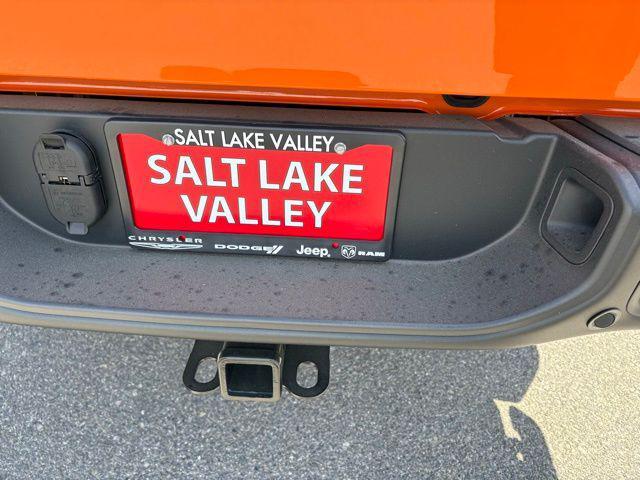 SALT LAKE VALLEY
SALT LAKE
VALLEY
CHRYSLER DODGE Jeep RAM